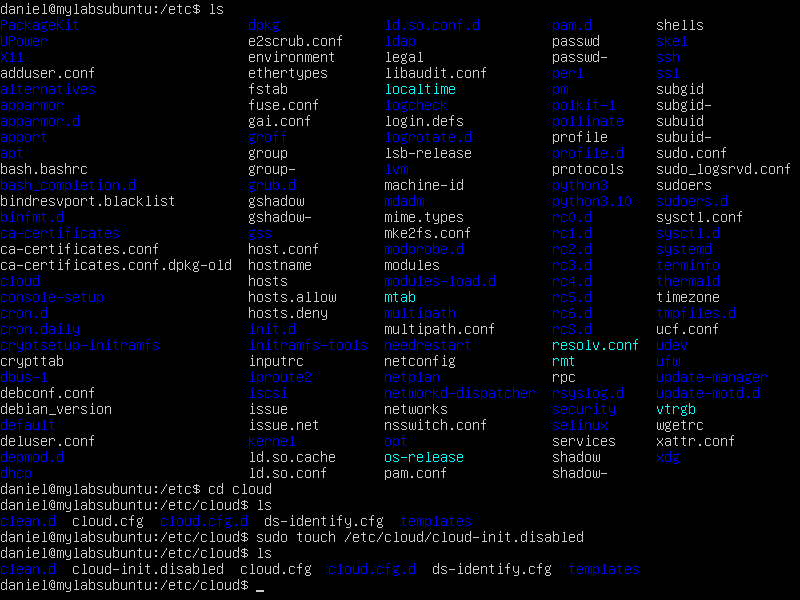 daniel@mylabsubuntu:/etc$ ls
PackageKit dpkg ld.so.conf.d pam.d shells
UPower e2scrub.conf ldap passwd skel
X11 environment legal passwd- ssh
adduser.conf ethertypes libaudit.conf perl ssl
alternatives fstab localtime pm subgid
apparmor fuse.conf logcheck polkit-1 subgid-
apparmor.d gai.conf login.defs pollinate subuid
apport groff logrotate.d profile subuid-
apt group lsb-release profile.d sudo.conf
bash.bashrc group- lvm protocols sudo_logsrvd.conf
bash_completion.d grub.d machine-id python3 sudoers
bindresvport.blacklist gshadow mdadm python3.10 sudoers.d
binfmt.d gshadow- mime.types rc0.d sysctl.conf
ca-certificates gss mke2fs.conf rc1.d sysctl.d
ca-certificates.conf host.conf modprobe.d rc2.d systemd
ca-certificates.conf.dpkg-old hostname modules rc3.d terminfo
cloud hosts modules-load.d rc4.d thermald
console-setup hosts.allow mtab rc5.d timezone
cron.d hosts.deny multipath rc6.d tmpfiles.d
cron.daily init.d multipath.conf rcS.d ucf.conf
cryptsetup-initramfs initramfs-tools needrestart resolv.conf udev
crypttab inputrc netconfig rmt ufw
dbus-1 iproute2 netplan rpc update-manager
debconf.conf iscsi networkd-dispatcher rsyslog.d update-motd.d
debian_version issue networks security vtrgb
default issue.net nsswitch.conf selinux wgetrc
deluser.conf kernel opt services xattr.conf
depmod.d ld.so.cache os-release shadow xdg
dhcp ld.so.conf pam.conf shadow-
daniel@mylabsubuntu:/etc$ cd cloud
daniel@mylabsubuntu:/etc/cloud$ ls
clean.d cloud.cfg cloud.cfg.d ds-identify.cfg templates
daniel@mylabsubuntu:/etc/cloud$ sudo touch /etc/cloud/cloud-init.disabled
daniel@mylabsubuntu:/etc/cloud$ ls
clean.d cloud-init.disabled cloud.cfg cloud.cfg.d ds-identify.cfg templates
daniel@mylabsubuntu:/etc/cloud$ _